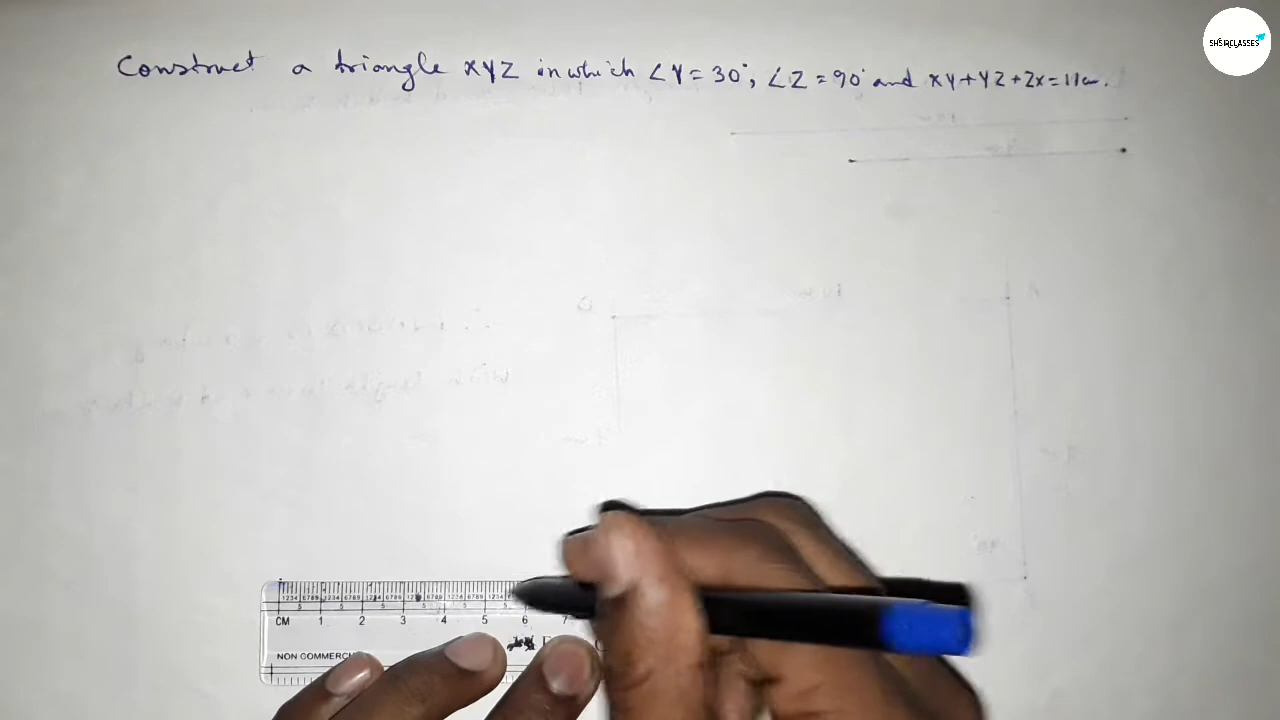 SHSIRCLASSES
Construct a triangle XYZ in which ∠Y = 30°, ∠Z = 90° and XY+YZ+ZX = 11cm.
CM 1 2 3 4 5 6 7
NON COMMERCI